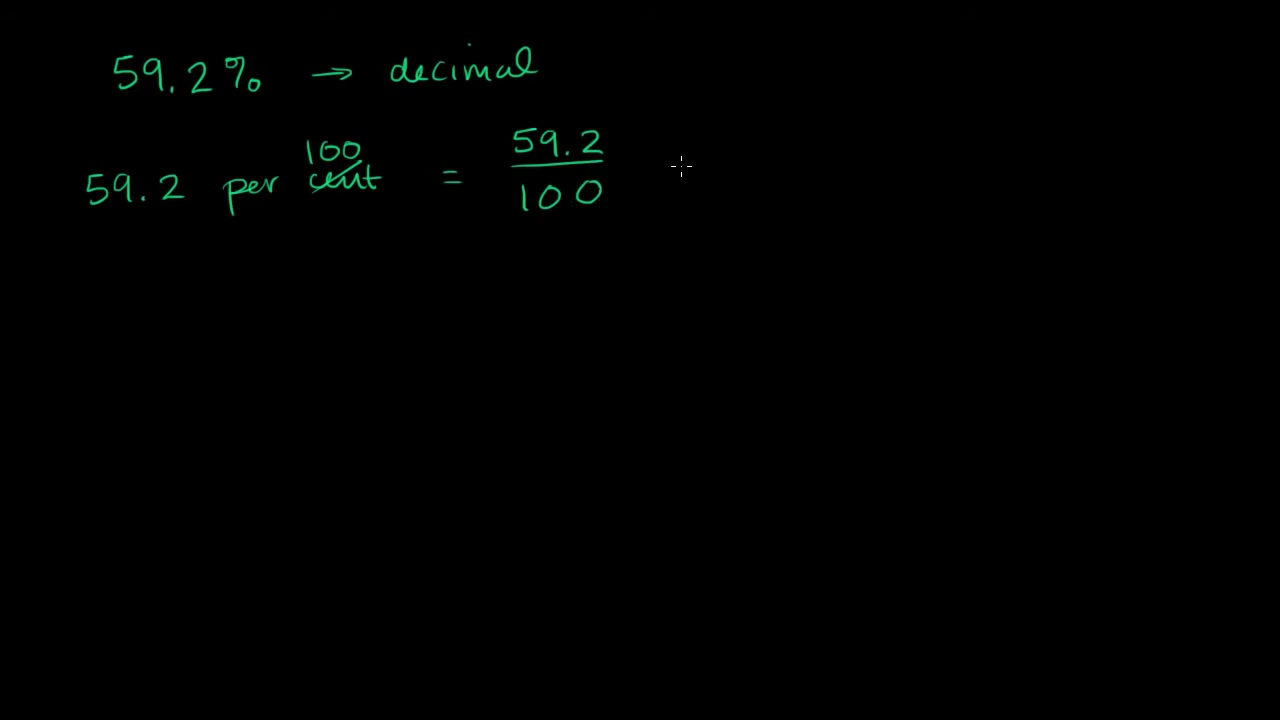 59.2% → decimal
59.2 per cent 100 = 59.2/100